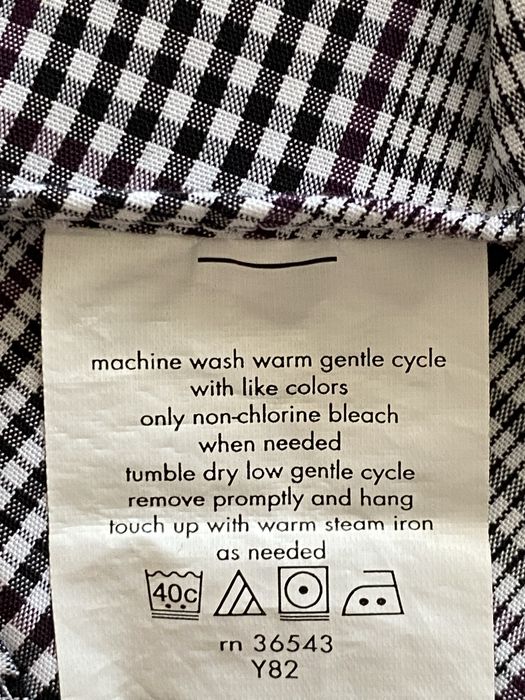 machine wash warm gentle cycle
with like colors
only non-chlorine bleach
when needed
tumble dry low gentle cycle
remove promptly and hang
touch up with warm steam iron
as needed
40c
rn 36543
Y82